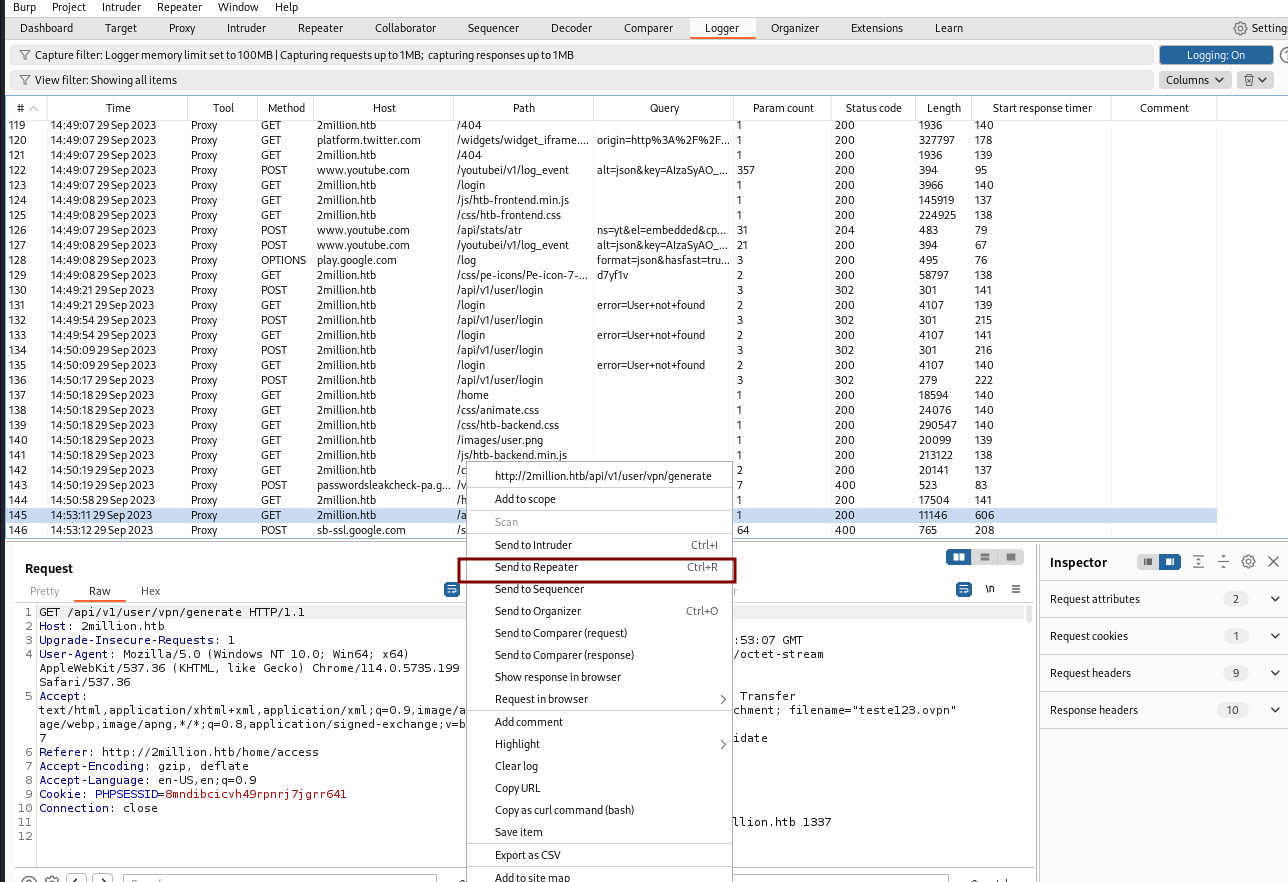 Burp Project Intruder Repeater Window Help
Dashboard Target Proxy Intruder Repeater Collaborator Sequencer Decoder Comparer Logger Organizer Extensions Learn Settings
Capture filter: Logger memory limit set to 100MB | Capturing requests up to 1MB; capturing responses up to 1MB Logging: On
View filter: Showing all items Columns
# Time Tool Method Host Path Query Param count Status code Length Start response timer Comment
119 14:49:07 29 Sep 2023 Proxy GET 2million.htb /404 1 200 1936 140
120 14:49:07 29 Sep 2023 Proxy GET platform.twitter.com /widgets/widget_iframe.... origin=http%3A%2F%2F... 1 200 327797 178
121 14:49:07 29 Sep 2023 Proxy GET 2million.htb /404 1 200 1936 139
122 14:49:07 29 Sep 2023 Proxy POST www.youtube.com /youtubei/v1/log_event alt=json&key=AIzaSyAO_... 357 200 394 95
123 14:49:07 29 Sep 2023 Proxy GET 2million.htb /login 1 200 3966 140
124 14:49:08 29 Sep 2023 Proxy GET 2million.htb /js/htb-frontend.min.js 1 200 145919 137
125 14:49:08 29 Sep 2023 Proxy GET 2million.htb /css/htb-frontend.css 1 200 224925 138
126 14:49:07 29 Sep 2023 Proxy POST www.youtube.com /api/stats/atr ns=yt&el=embedded&cp... 31 204 483 79
127 14:49:08 29 Sep 2023 Proxy POST www.youtube.com /youtubei/v1/log_event alt=json&key=AIzaSyAO_... 21 200 394 67
128 14:49:08 29 Sep 2023 Proxy OPTIONS play.google.com /log format=json&hasfast=tru... 3 200 495 76
129 14:49:08 29 Sep 2023 Proxy GET 2million.htb /css/pe-icons/Pe-icon-7-... d7yf1v 2 200 58797 138
130 14:49:21 29 Sep 2023 Proxy POST 2million.htb /api/v1/user/login 3 302 301 141
131 14:49:21 29 Sep 2023 Proxy GET 2million.htb /login error=User+not+found 2 200 4107 139
132 14:49:54 29 Sep 2023 Proxy POST 2million.htb /api/v1/user/login 3 302 301 215
133 14:49:54 29 Sep 2023 Proxy GET 2million.htb /login error=User+not+found 2 200 4107 141
134 14:50:09 29 Sep 2023 Proxy POST 2million.htb /api/v1/user/login 3 302 301 216
135 14:50:09 29 Sep 2023 Proxy GET 2million.htb /login error=User+not+found 2 200 4107 140
136 14:50:17 29 Sep 2023 Proxy POST 2million.htb /api/v1/user/login 3 302 279 222
137 14:50:18 29 Sep 2023 Proxy GET 2million.htb /home 1 200 18594 140
138 14:50:18 29 Sep 2023 Proxy GET 2million.htb /css/animate.css 1 200 24076 140
139 14:50:18 29 Sep 2023 Proxy GET 2million.htb /css/htb-backend.css 1 200 290547 140
140 14:50:18 29 Sep 2023 Proxy GET 2million.htb /images/user.png 1 200 20099 139
141 14:50:18 29 Sep 2023 Proxy GET 2million.htb /js/htb-backend.min.js 1 200 213122 138
142 14:50:19 29 Sep 2023 Proxy GET 2million.htb /c 2 200 20141 137
143 14:50:19 29 Sep 2023 Proxy POST passwordsleakcheck-pa.g... /v 7 400 523 83
144 14:50:58 29 Sep 2023 Proxy GET 2million.htb /h 1 200 17504 141
145 14:53:11 29 Sep 2023 Proxy GET 2million.htb /a 1 200 11146 606
146 14:53:12 29 Sep 2023 Proxy GET sb-ssl.google.com /s 64 400 765 208
http://2million.htb/api/v1/user/vpn/generate
Add to scope
Scan
Send to Intruder Ctrl+I
Send to Repeater Ctrl+R
Send to Sequencer
Send to Organizer Ctrl+O
Send to Comparer (request)
Send to Comparer (response)
Show response in browser
Request in browser
Add comment
Highlight
Clear log
Copy URL
Copy as curl command (bash)
Save item
Export as CSV
Add to site map
Request
Pretty Raw Hex
\n
1 GET /api/v1/user/vpn/generate HTTP/1.1
2 Host: 2million.htb
3 Upgrade-Insecure-Requests: 1
4 User-Agent: Mozilla/5.0 (Windows NT 10.0; Win64; x64)
AppleWebKit/537.36 (KHTML, like Gecko) Chrome/114.0.5735.199
Safari/537.36
5 Accept:
text/html,application/xhtml+xml,application/xml;q=0.9,image/a
age/webp,image/apng,*/*;q=0.8,application/signed-exchange;v=b
7
6 Referer: http://2million.htb/home/access
7 Accept-Encoding: gzip, deflate
8 Accept-Language: en-US,en;q=0.9
9 Cookie: PHPSESSID=8mndibcicvh49rpnrj7jgrr641
10 Connection: close
11
12
:53:07 GMT
/octet-stream
Transfer
chment; filename="teste123.ovpn"
idate
llion.htb 1337
Inspector
Request attributes 2
Request cookies 1
Request headers 9
Response headers 10